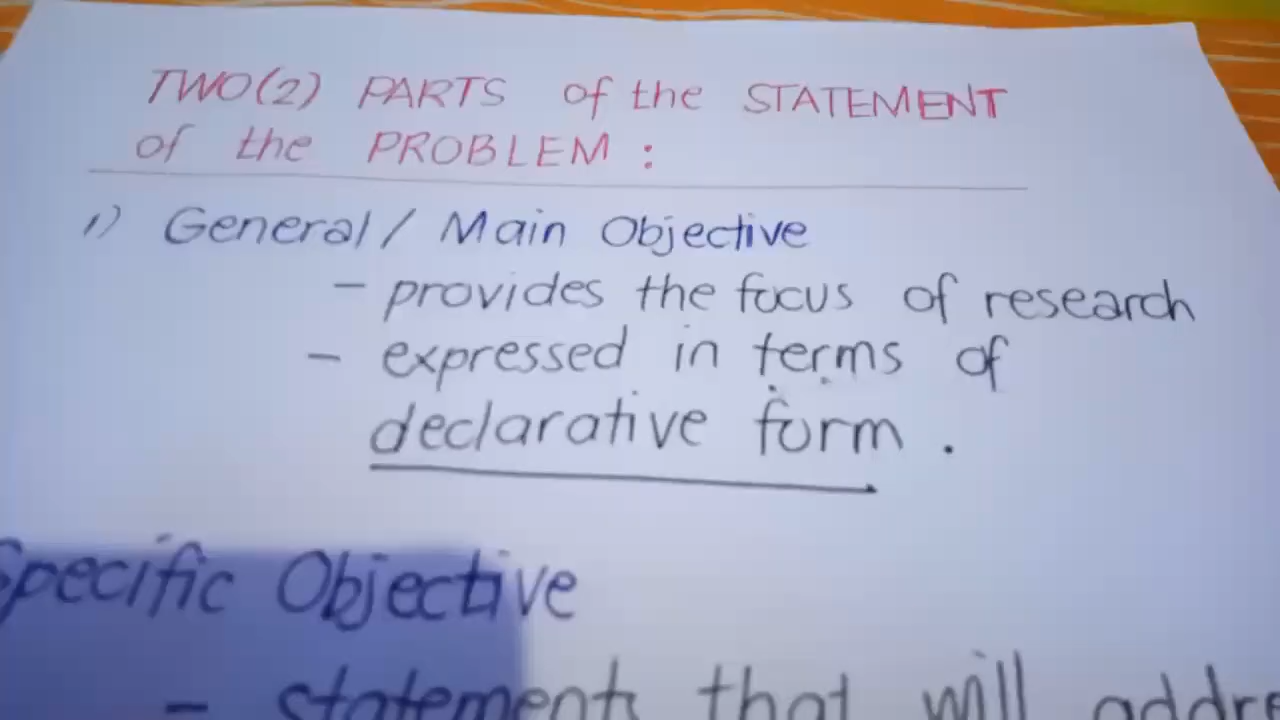 TWO(2) PARTS of the STATEMENT
of the PROBLEM :
1) General / Main Objective
- provides the focus of research
- expressed in terms of
declarative form .
Specific Objective
- statements that will